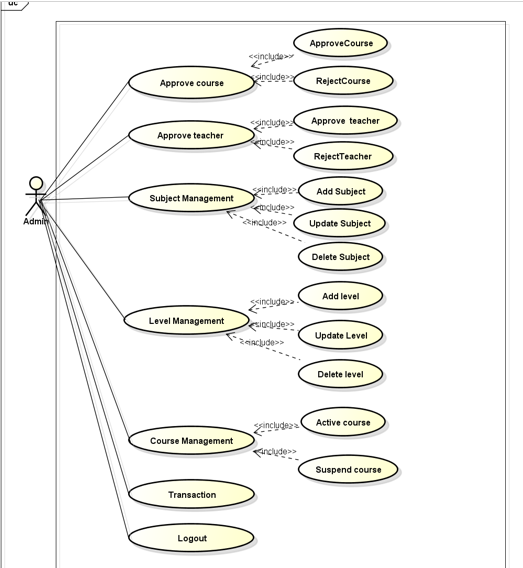 uc
ApproveCourse
<<include>>
Approve course
<<include>>
RejectCourse
Approve teacher
<<include>>
Approve teacher
<<include>>
RejectTeacher
Admin
Subject Management
<<include>>
Add Subject
<<include>>
Update Subject
<<include>>
Delete Subject
Add level
<<include>>
Level Management
<<include>>
Update Level
<<include>>
Delete level
Active course
<<include>>
Course Management
<<include>>
Suspend course
Transaction
Logout